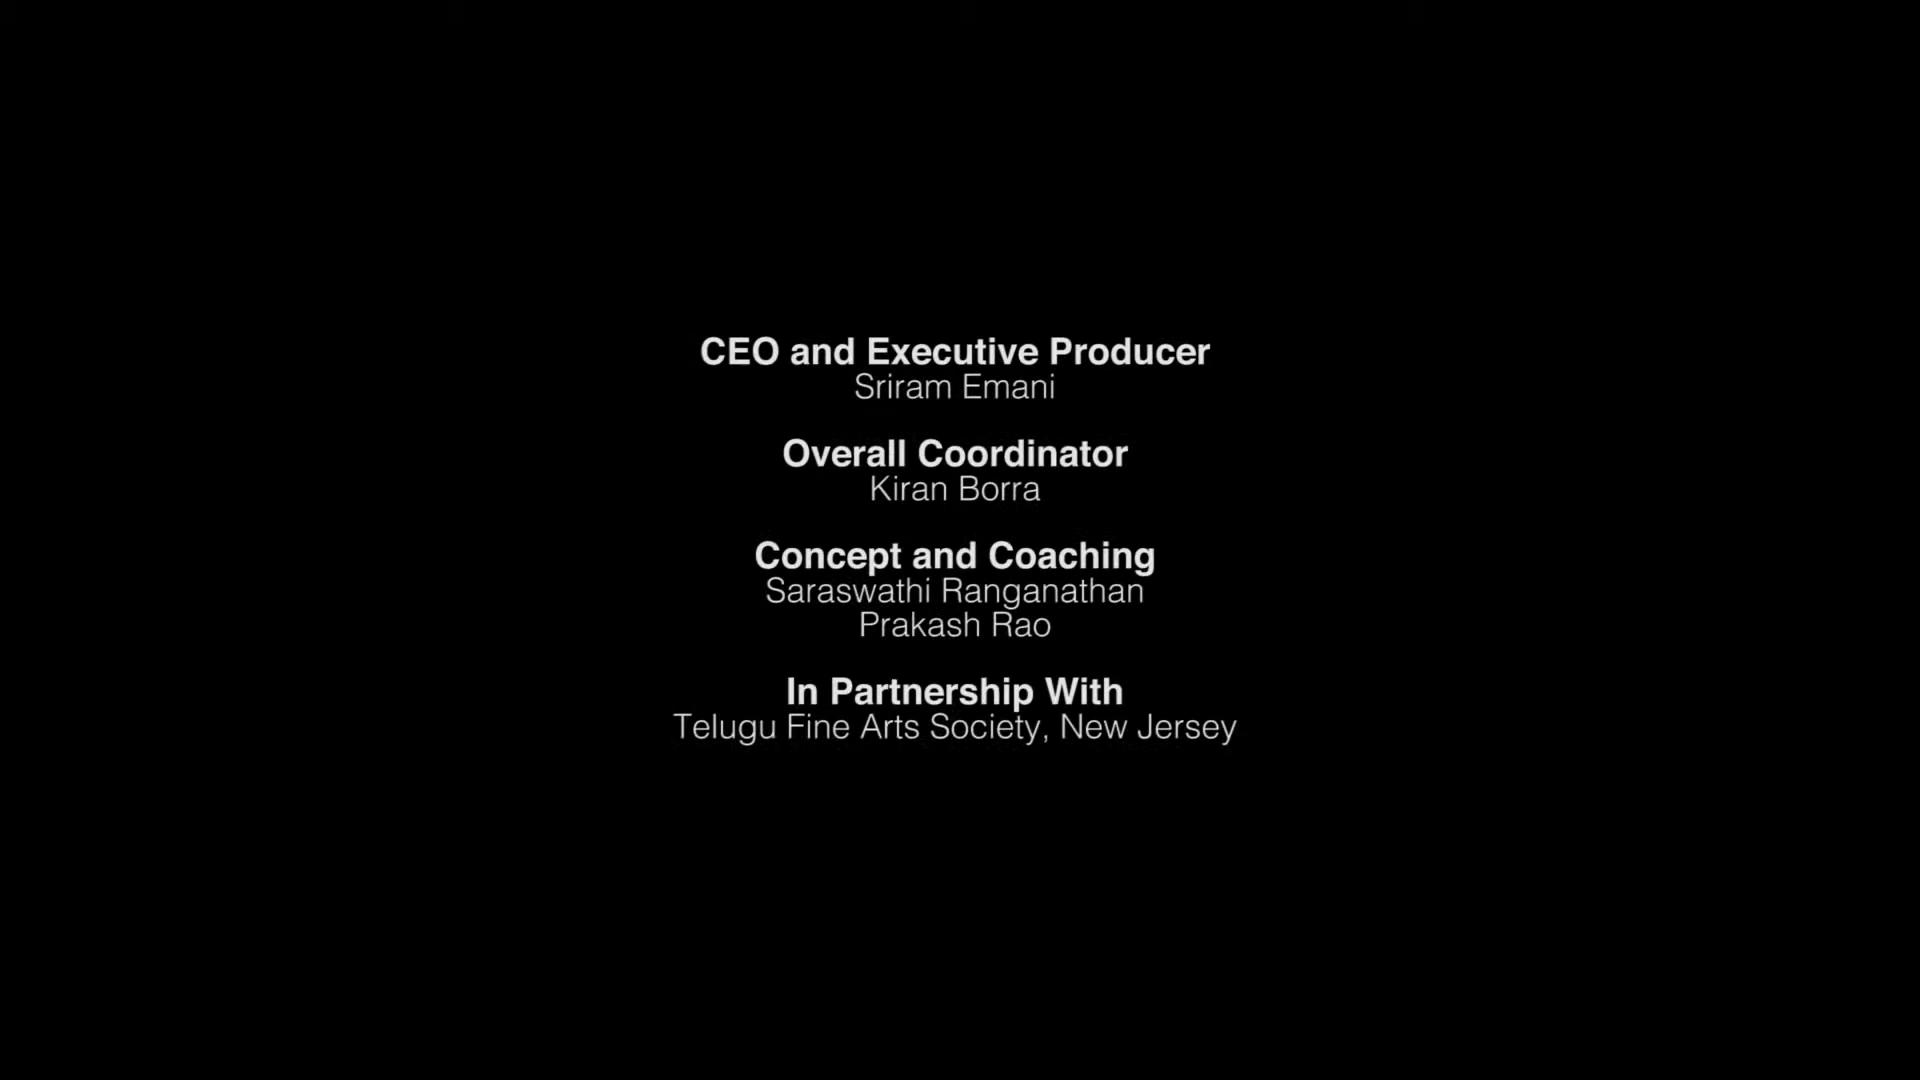 CEO and Executive Producer
Sriram Emani
Overall Coordinator
Kiran Borra
Concept and Coaching
Saraswathi Ranganathan
Prakash Rao
In Partnership With
Telugu Fine Arts Society, New Jersey